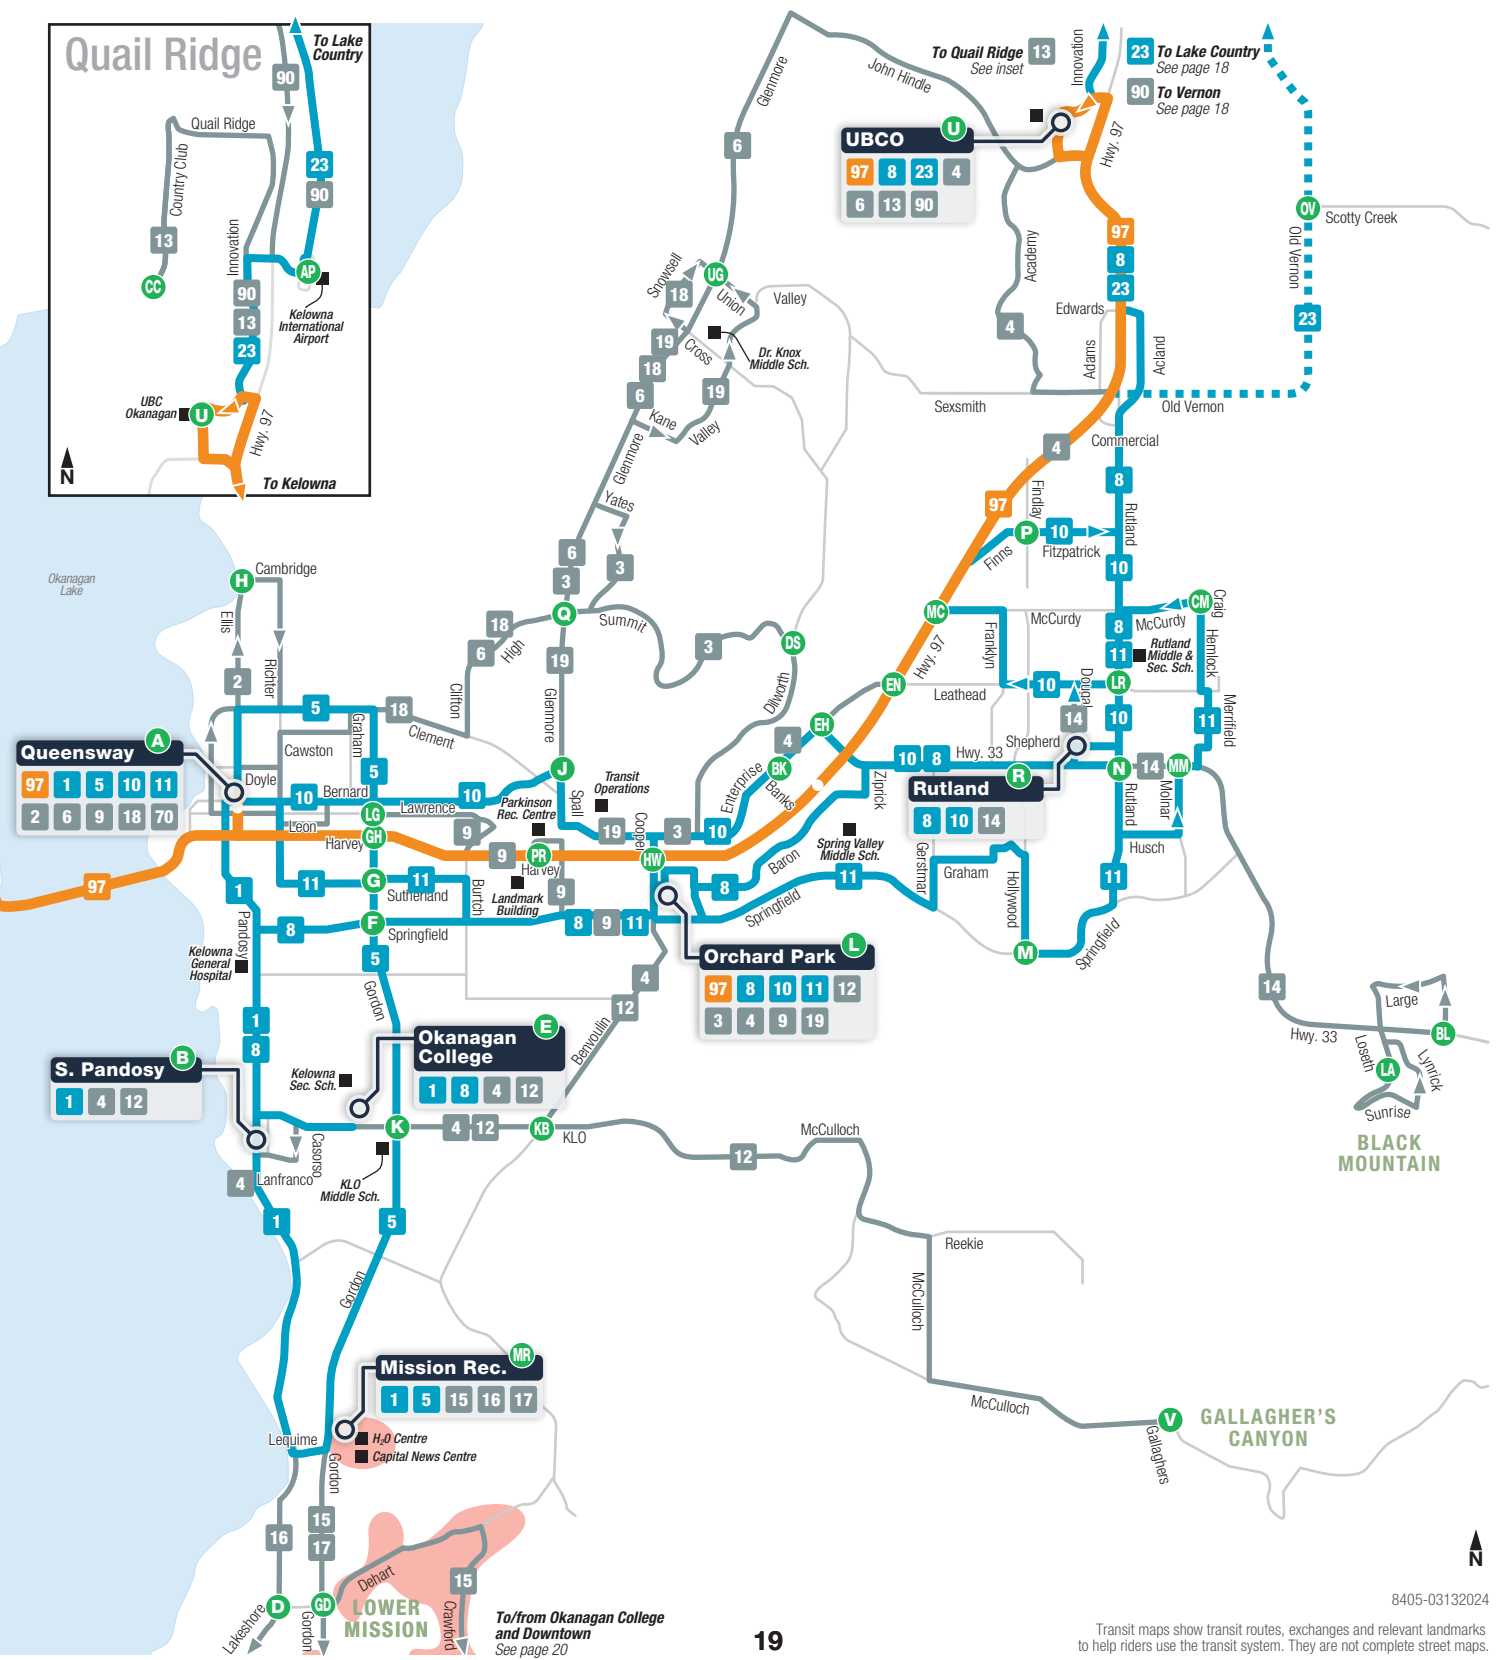 Quail Ridge
To Lake
Country
90
Quail Ridge
Country Club
23
90
13
Innovation
CC
AP
90
13
23
Kelowna
International
Airport
UBC
Okanagan
U
Hwy. 97
N
To Kelowna
To Quail Ridge
See inset
13
Innovation
23
To Lake Country
See page 18
90
To Vernon
See page 18
Glenmore
John Hindle
6
UBCO
U
97 8 23 4
6 13 90
Hwy. 97
OV
Scotty Creek
Old Vernon
97
8
23
Academy
Snowsell
18
UG
Union
Valley
Edwards
4
23
19
Cross
Dr. Knox
Middle Sch.
Adams
Acland
18
6
19
Kane
Valley
Sexsmith
Old Vernon
Glenmore
4
Commercial
8
Yates
Findlay
97
Rutland
P
10
Fitzpatrick
Finns
6
3
3
10
Okanagan
Lake
H
Cambridge
Ellis
Q
Summit
18
6
High
19
3
DS
MC
McCurdy
8
McCurdy
CM
Craig
Hemlock
Franklyn
11
Rutland
Middle &
Sec. Sch.
Hwy. 97
Richter
2
5
Graham
18
Clement
Clifton
Glenmore
Dilworth
EN
Leathead
10
Dougal
LR
14
10
11
Merrifield
Queensway
A
97 1 5 10 11
2 6 9 18 70
Cawston
Doyle
5
EH
4
BK
Enterprise
Banks
10 8
Hwy. 33
Shepherd
Ziprick
R
Rutland
8 10 14
N
14
MM
Molnar
Rutland
J
Transit
Operations
Spall
10
Bernard
10
LG
Lawrence
Parkinson
Rec. Centre
Leon
Harvey
GH
9
19
Cooper
3
10
Spring Valley
Middle Sch.
Husch
9
PR
Harvey
HW
97
1
11
G
11
Sutherland
Burtch
Landmark
Building
9
8
Baron
11
Springfield
Gerstmar
Graham
Hollywood
11
Pandosy
8
F
Springfield
8 9 11
Kelowna
General
Hospital
5
Gordon
Orchard Park
L
97 8 10 11 12
3 4 9 19
M
Springfield
4
12
Benvoulin
14
Large
Hwy. 33
Loseth
BL
LA
Lynrick
Sunrise
BLACK
MOUNTAIN
1
8
S. Pandosy
B
1 4 12
Kelowna
Sec. Sch.
Okanagan
College
E
1 8 4 12
K
4 12
KB
KLO
McCulloch
12
Casorso
4
Lanfranco
KLO
Middle Sch.
1
5
Reekie
McCulloch
Gordon
Mission Rec.
MR
1 5 15 16 17
McCulloch
V
Gallaghers
GALLAGHER'S
CANYON
Lequime
H₂O Centre
Capital News Centre
Gordon
15
17
16
Dehart
15
Crawford
D
GD
Lakeshore
Gordon
LOWER
MISSION
To/from Okanagan College
and Downtown
See page 20
19
N
8405-03132024
Transit maps show transit routes, exchanges and relevant landmarks
to help riders use the transit system. They are not complete street maps.